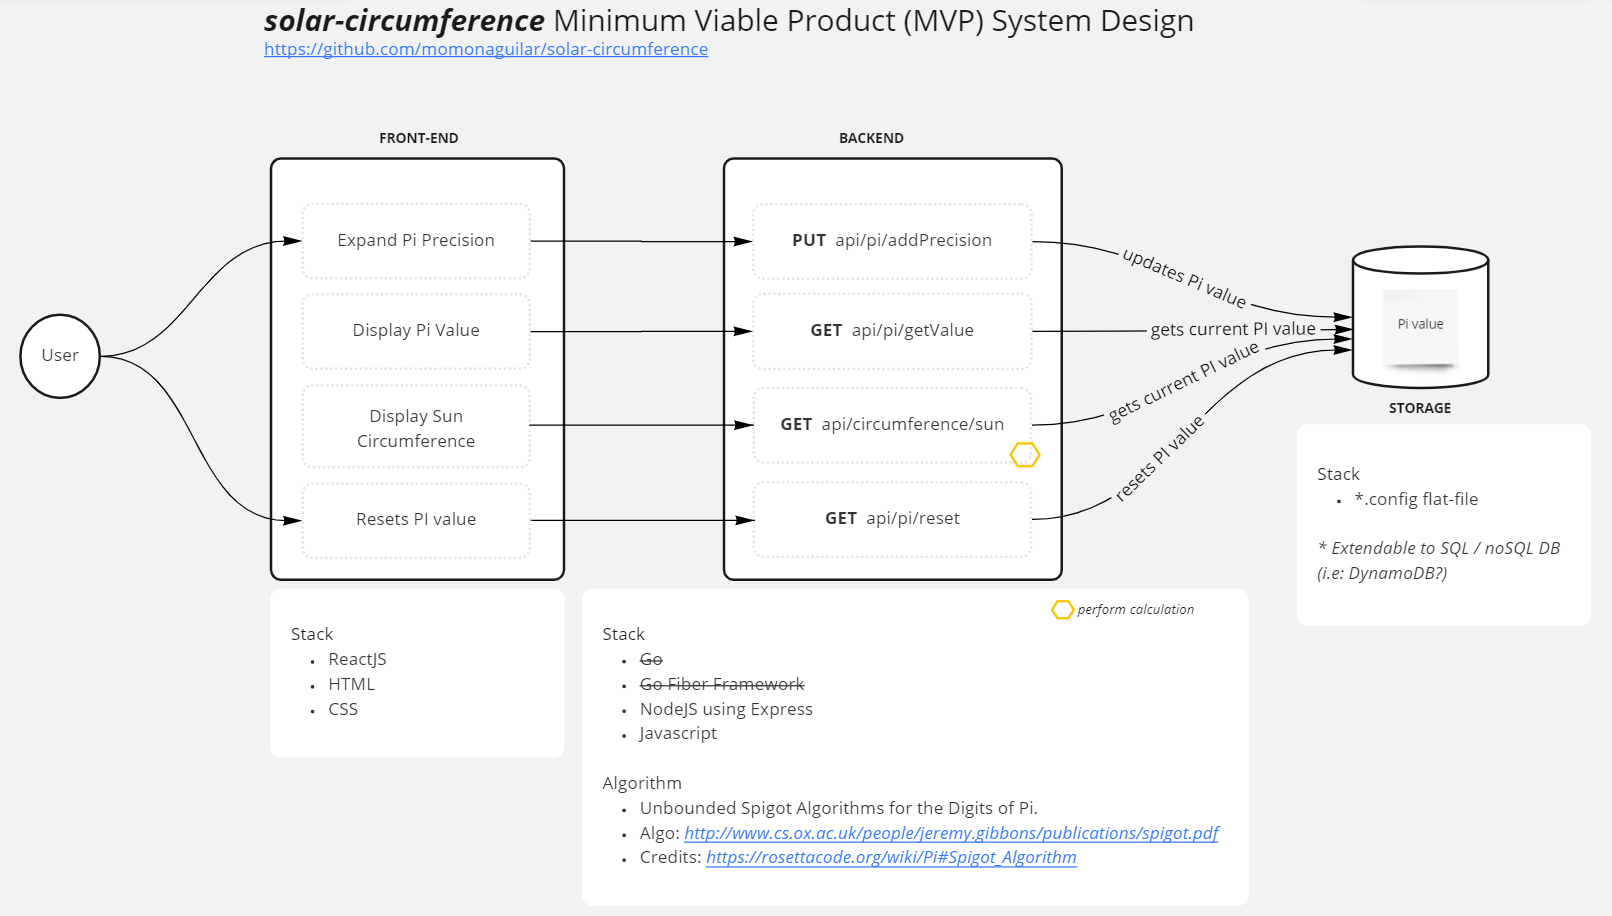 solar-circumference Minimum Viable Product (MVP) System Design
https://github.com/momonaguilar/solar-circumference
FRONT-END
BACKEND
User
Expand Pi Precision
Display Pi Value
Display Sun
Circumference
Resets PI value
PUT api/pi/addPrecision
GET api/pi/getValue
GET api/circumference/sun
GET api/pi/reset
updates Pi value
gets current PI value
gets current PI value
resets PI value
Pi value
STORAGE
Stack
• *.config flat-file
* Extendable to SQL / noSQL DB
(i.e: DynamoDB?)
Stack
• ReactJS
• HTML
• CSS
perform calculation
Stack
• Go
• Go Fiber Framework
• NodeJS using Express
• Javascript
Algorithm
• Unbounded Spigot Algorithms for the Digits of Pi.
• Algo: http://www.cs.ox.ac.uk/people/jeremy.gibbons/publications/spigot.pdf
• Credits: https://rosettacode.org/wiki/Pi#Spigot_Algorithm